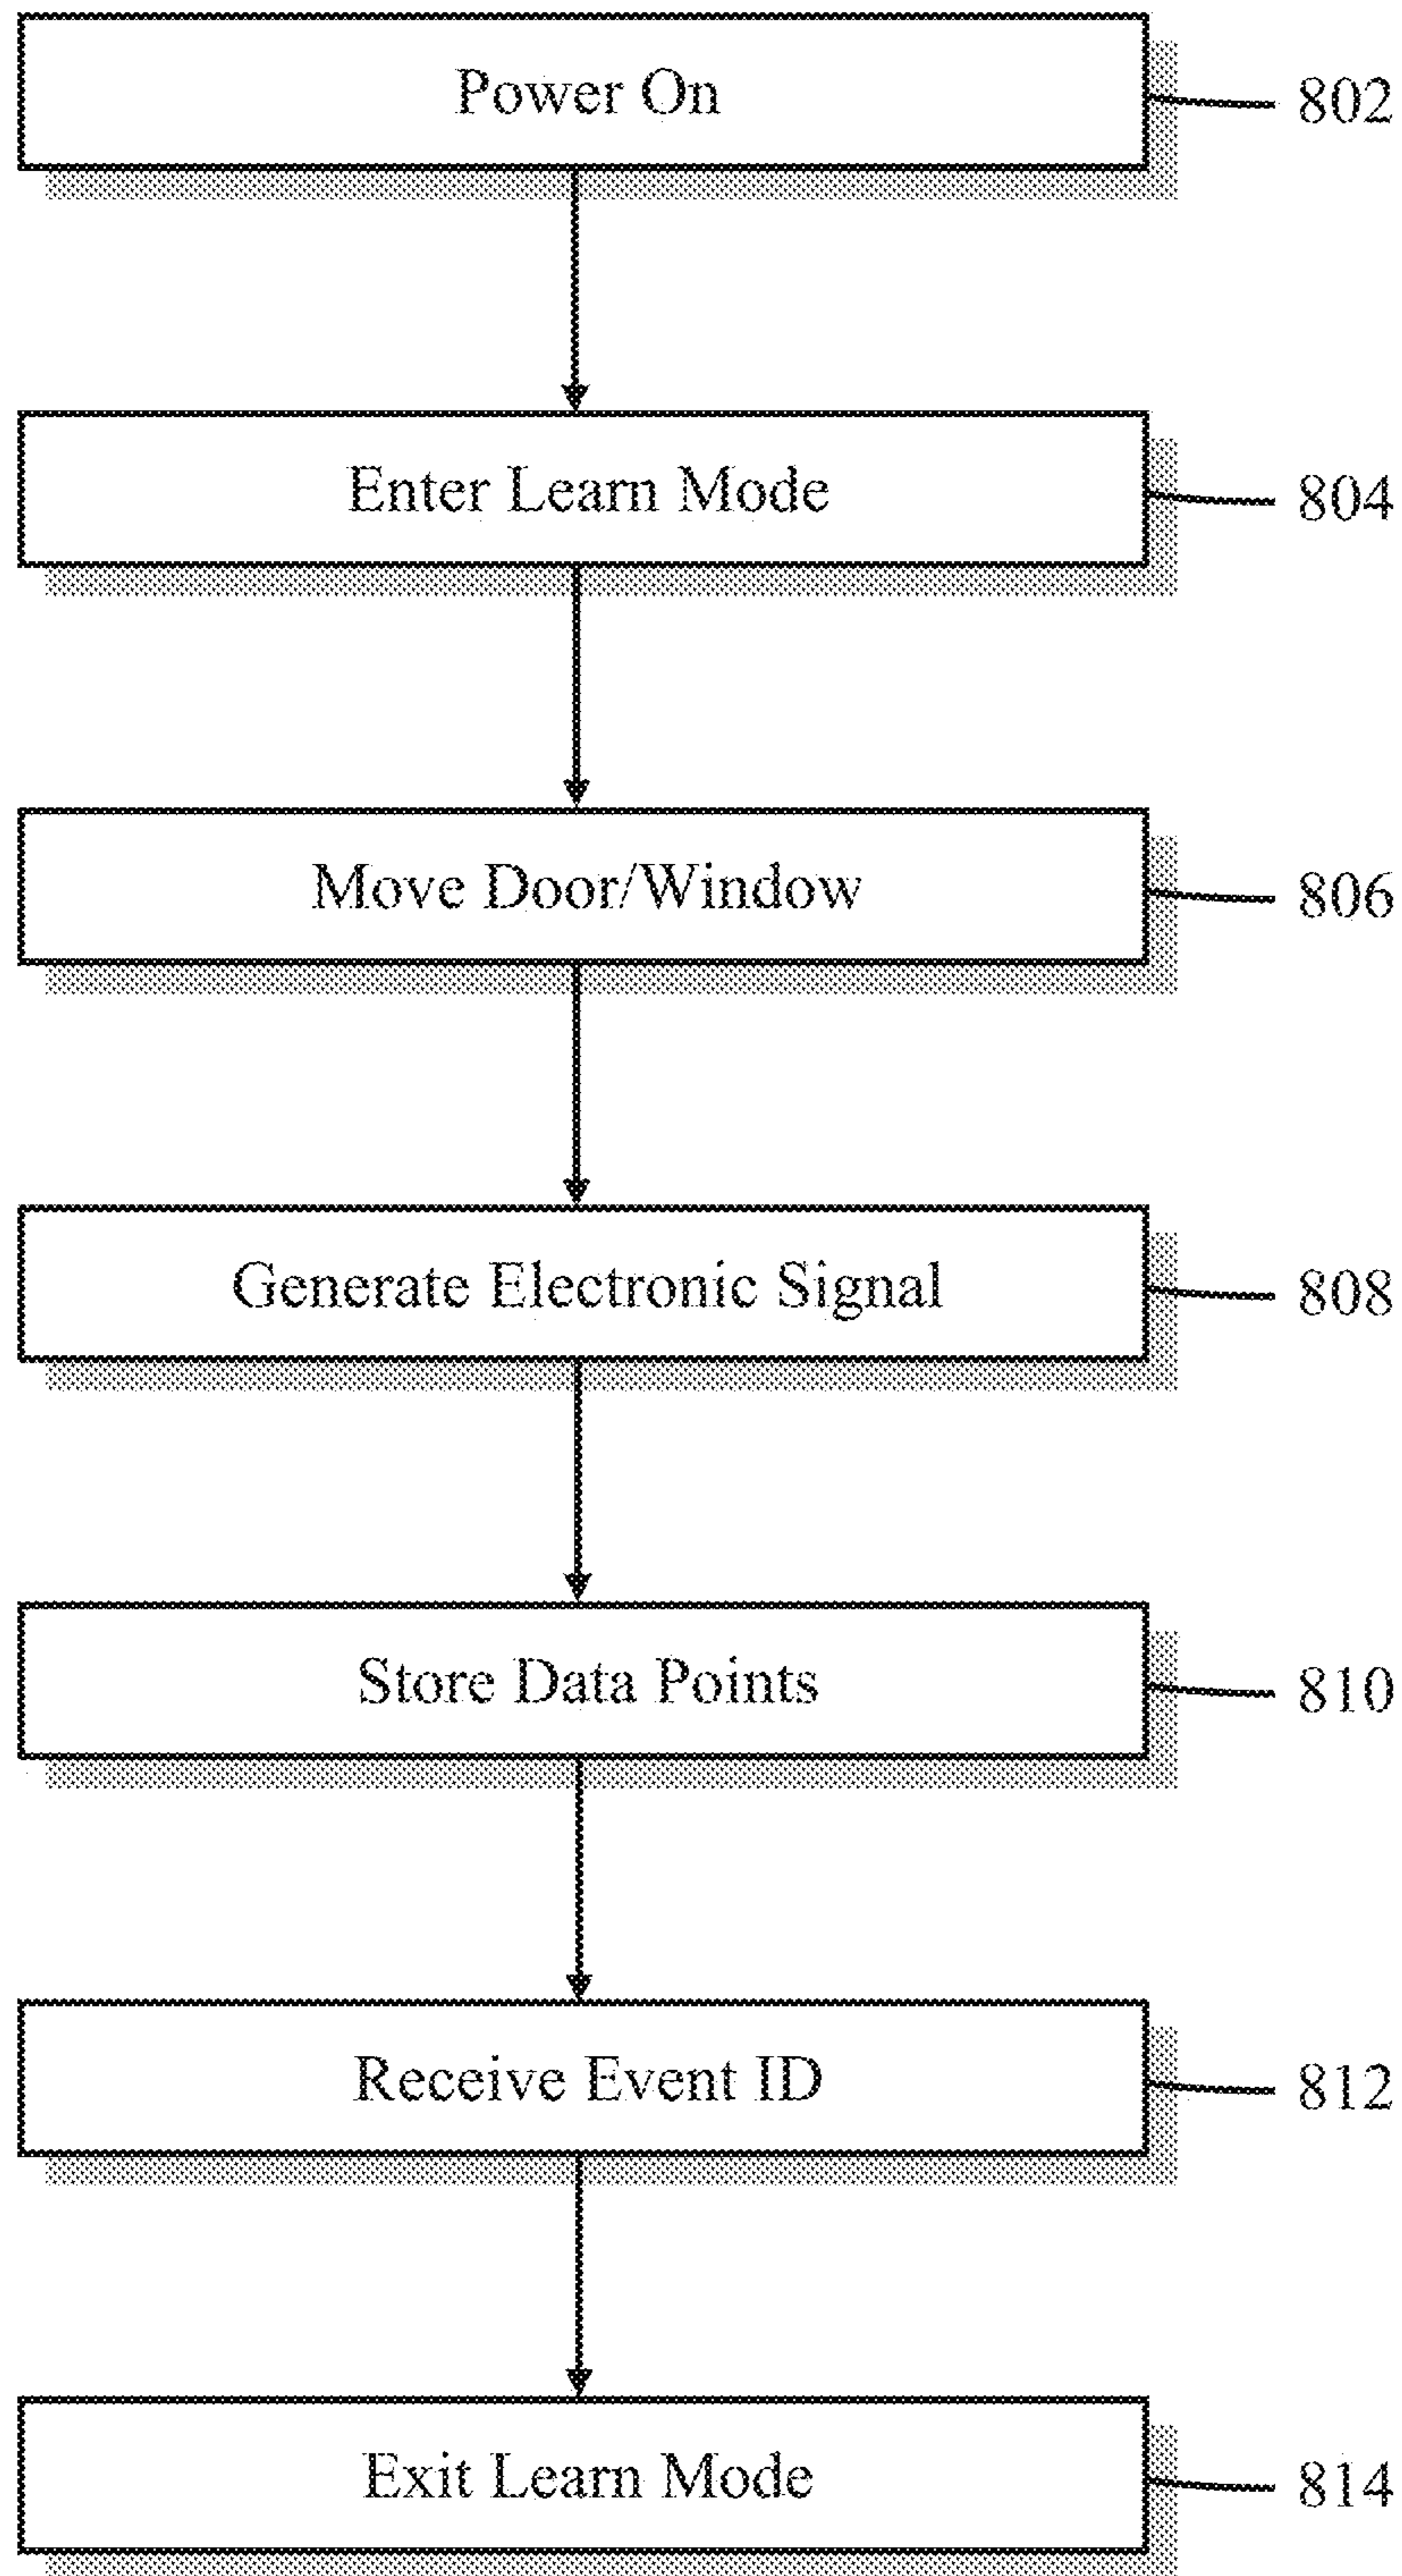 Power On 802
Enter Learn Mode 804
Move Door/Window 806
Generate Electronic Signal 808
Store Data Points 810
Receive Event ID 812
Exit Learn Mode 814